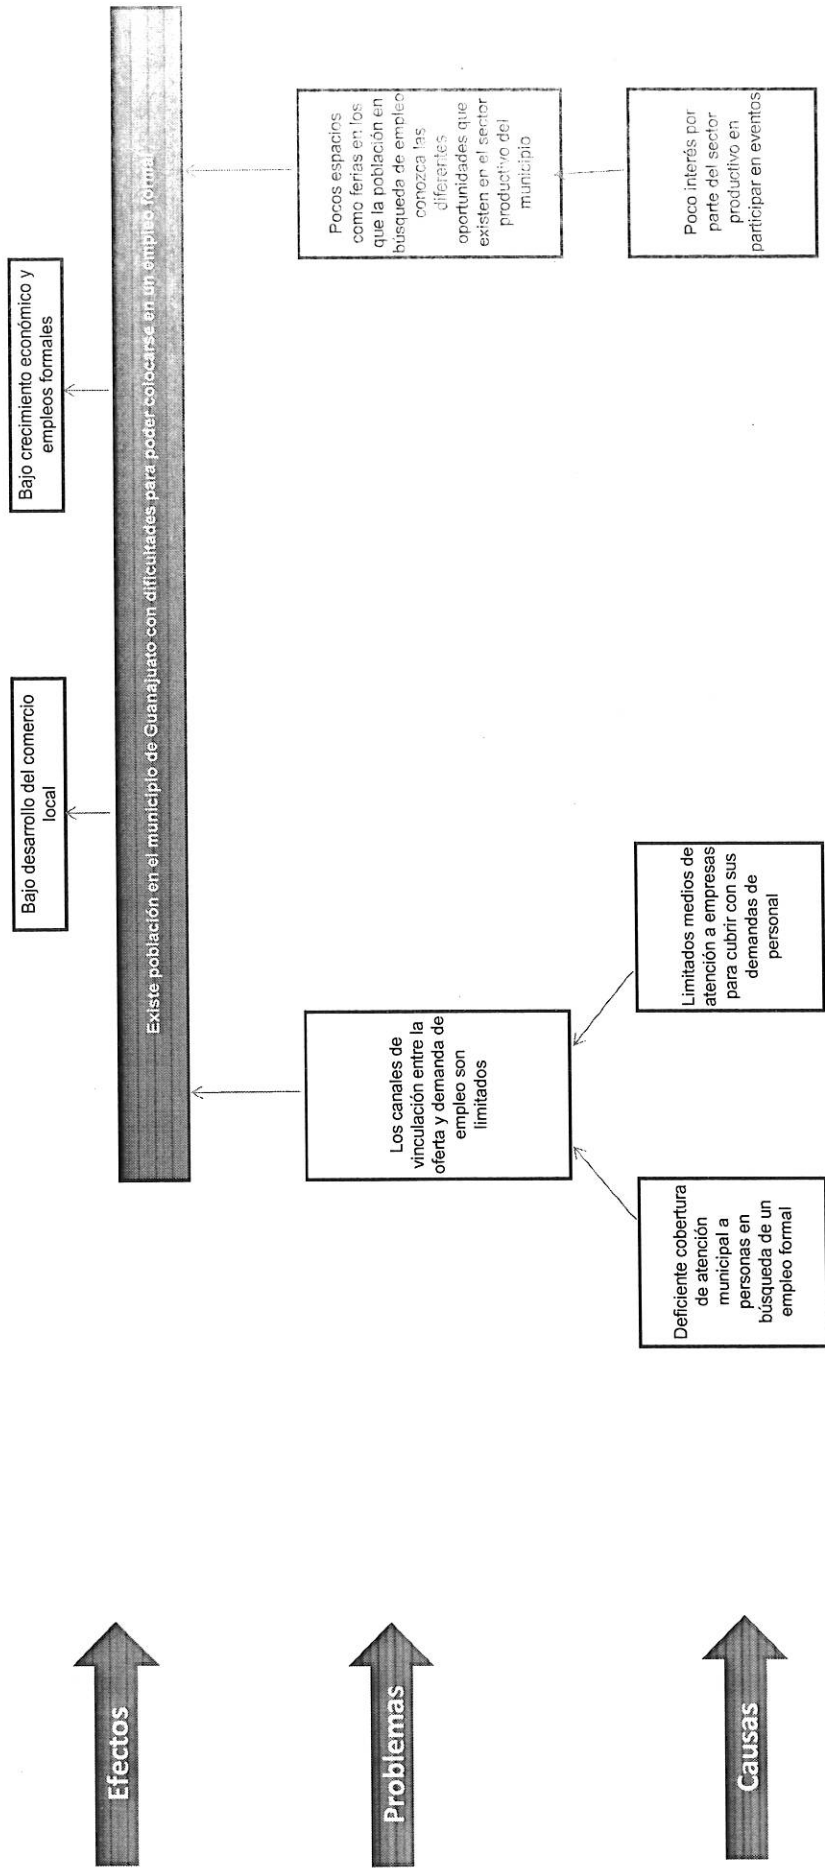 Efectos
Bajo desarrollo del comercio
local
Bajo crecimiento económico y
empleos formales
Existe población en el municipio de Guanajuato con dificultades para poder colocarse en un empleo formal
Problemas
Los canales de
vinculación entre la
oferta y demanda de
empleo son
limitados
Pocos espacios
como ferias en los
que la población en
búsqueda de empleo
conozca las
diferentes
oportunidades que
existen en el sector
productivo del
municipio
Causas
Deficiente cobertura
de atención
municipal a
personas en
búsqueda de un
empleo formal
Limitados medios de
atención a empresas
para cubrir con sus
demandas de
personal
Poco interés por
parte del sector
productivo en
participar en eventos